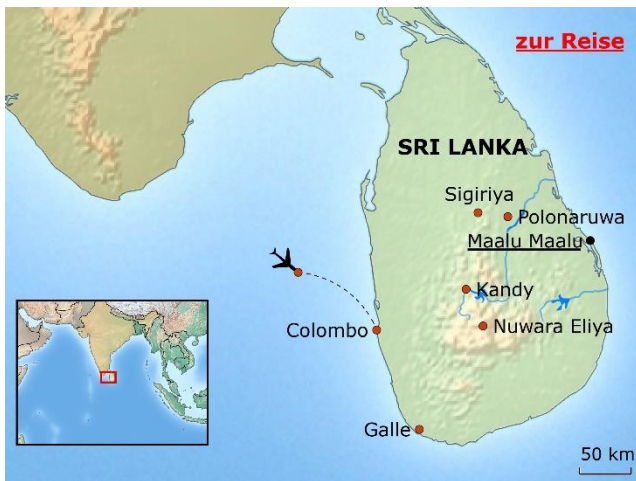 zur Reise
SRI LANKA
Sigiriya
Polonaruwa
Maalu Maalu
Kandy
Colombo
Nuwara Eliya
Galle
50 km